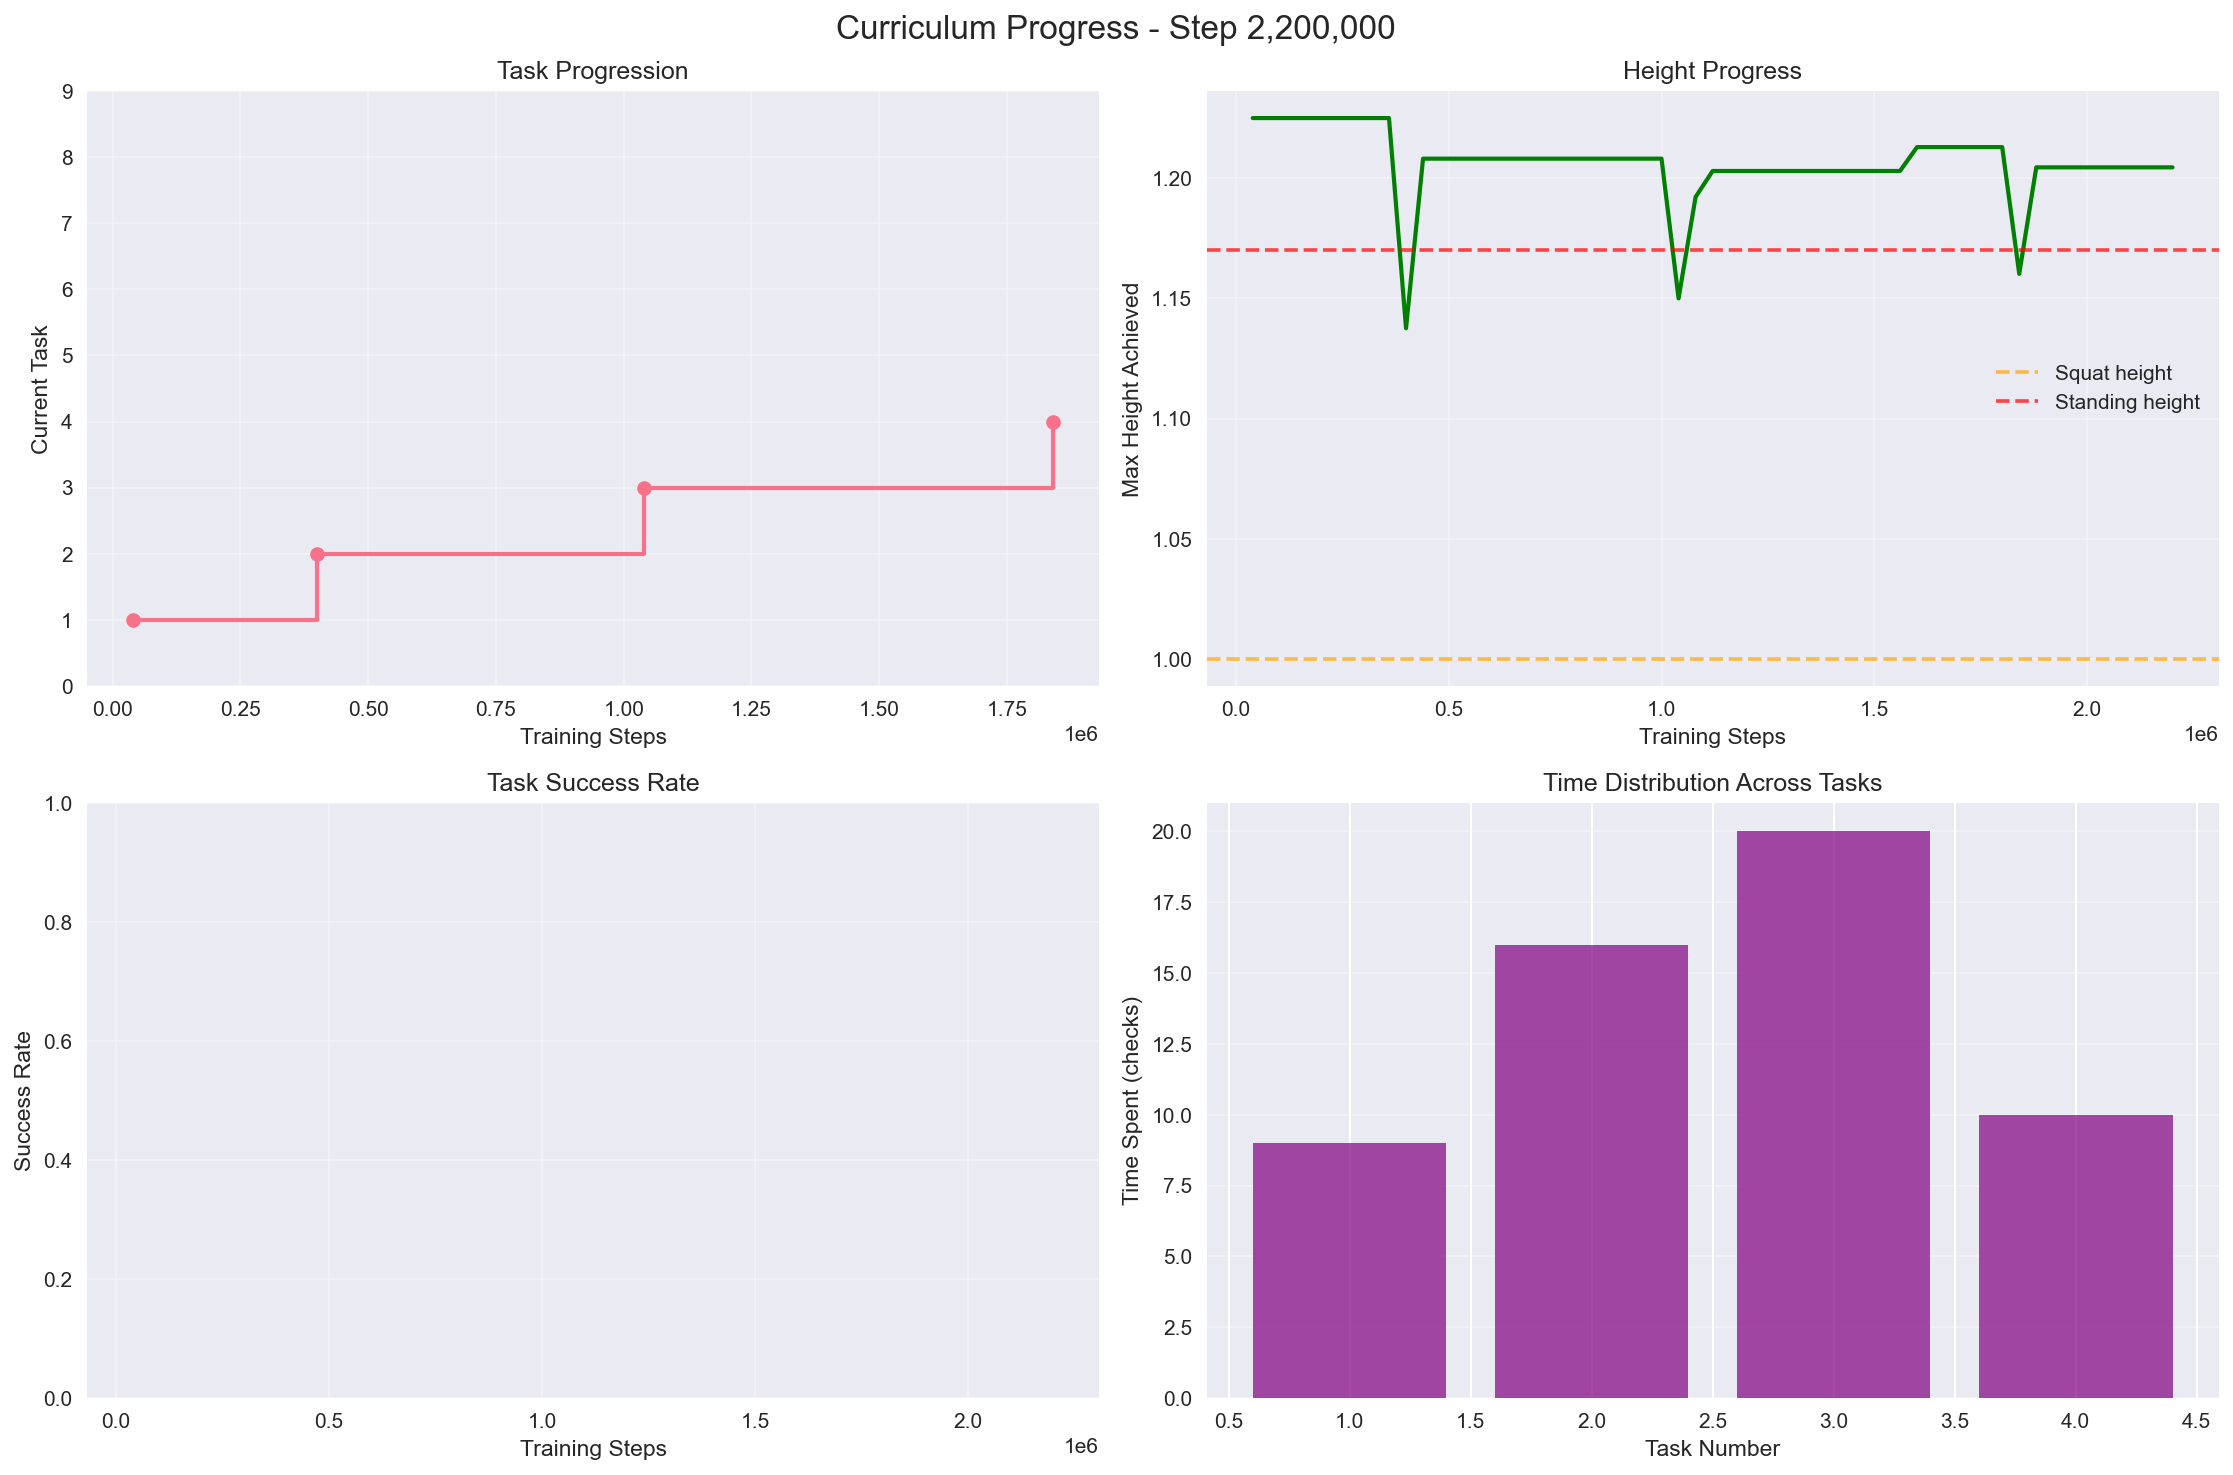 Curriculum Progress - Step 2,200,000
Task Progression
9
8
7
6
5
4
3
2
1
0
Current Task
0.00 0.25 0.50 0.75 1.00 1.25 1.50 1.75
1e6
Training Steps
Height Progress
1.20
1.15
1.10
1.05
1.00
Max Height Achieved
Squat height
Standing height
0.0 0.5 1.0 1.5 2.0
1e6
Training Steps
Task Success Rate
1.0
0.8
0.6
0.4
0.2
0.0
Success Rate
0.0 0.5 1.0 1.5 2.0
1e6
Training Steps
Time Distribution Across Tasks
20.0
17.5
15.0
12.5
10.0
7.5
5.0
2.5
0.0
Time Spent (checks)
0.5 1.0 1.5 2.0 2.5 3.0 3.5 4.0 4.5
Task Number